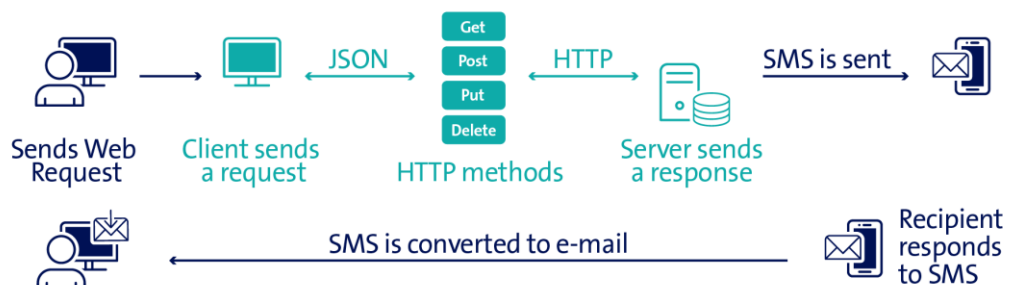 Get
JSON
Post
HTTP
SMS is sent
Put
Delete
Sends Web
Request
Client sends
a request
HTTP methods
Server sends
a response
SMS is converted to e-mail
Recipient
responds
to SMS